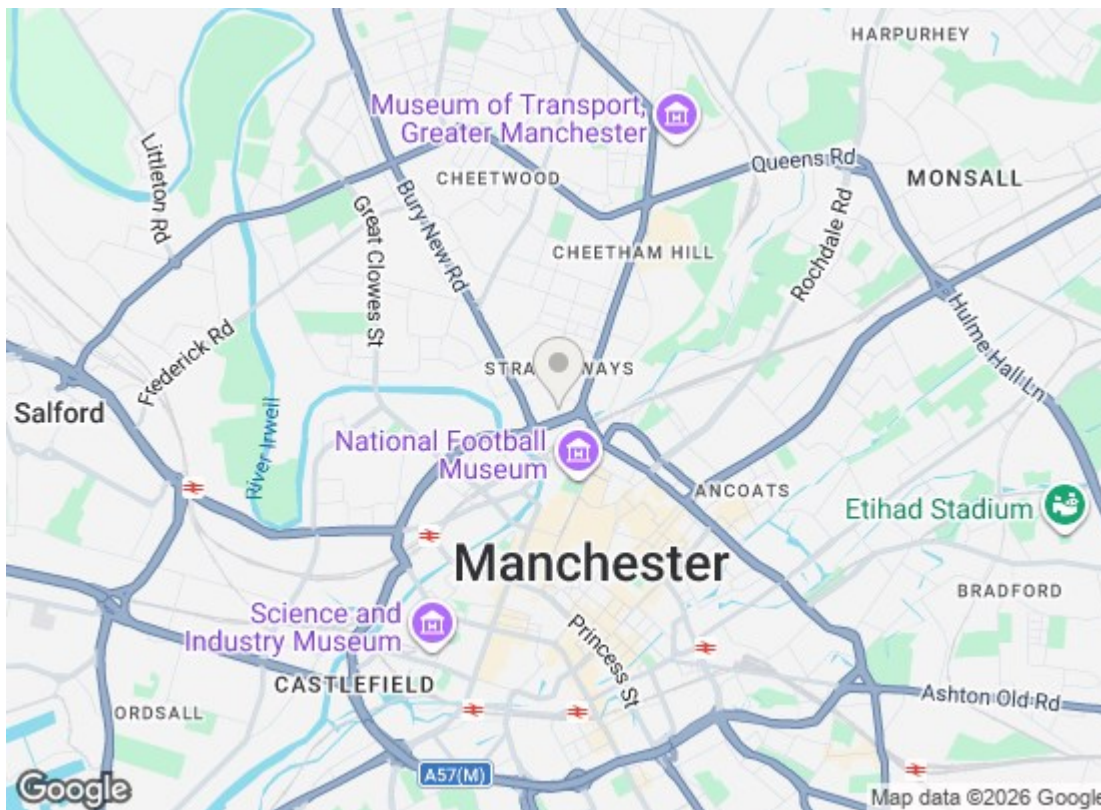 HARPURHEY
Museum of Transport,
Greater Manchester
Littleton Rd
Queens Rd
CHEETWOOD
MONSALL
Bury New Rd
Great Clowes St
Rochdale Rd
CHEETHAM HILL
Hulme Hall Ln
Frederick Rd
Salford
River Irwell
National Football
Museum
ANCOATS
Etihad Stadium
Manchester
BRADFORD
Science and
Industry Museum
Princess St
CASTLEFIELD
Ashton Old Rd
ORDSALL
A57(M)
Google
Map data ©2026 Google